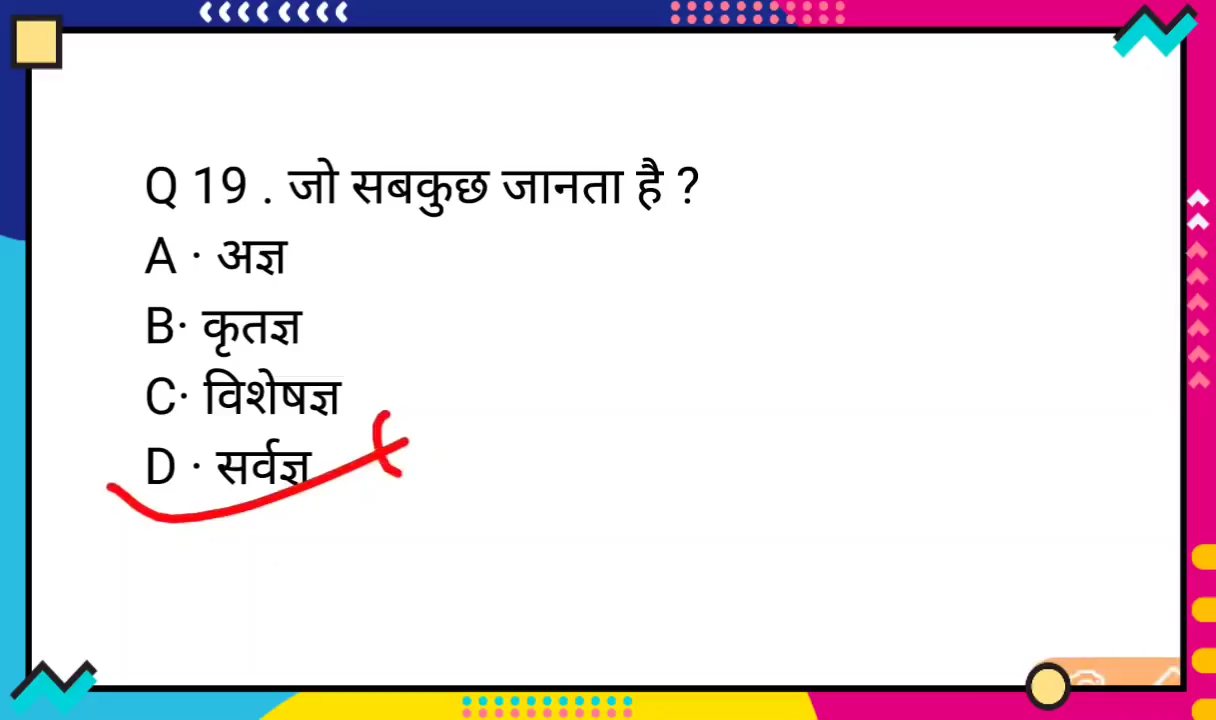 Q 19 . जो सबकुछ जानता है ?
A · अज्ञ
B· कृतज्ञ
C· विशेषज्ञ
D · सर्वज्ञ